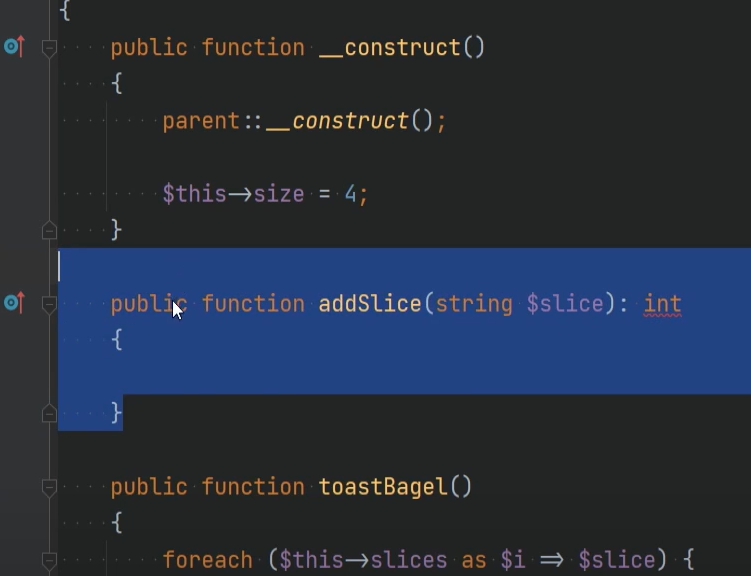 {
public function __construct()
{
parent::__construct();
$this->size = 4;
}
public function addSlice(string $slice): int
{
}
public function toastBagel()
{
foreach ($this->slices as $i => $slice) {